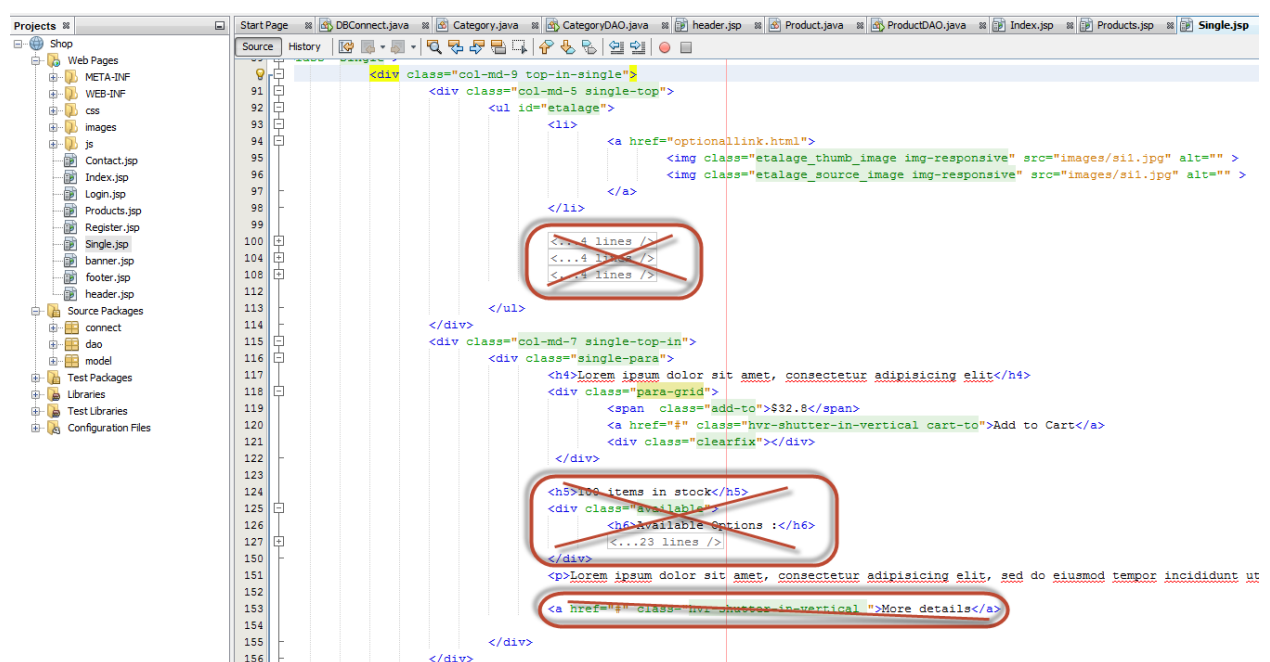 Projects
Start Page DBConnect.java Category.java CategoryDAO.java header.jsp Product.java ProductDAO.java Index.jsp Products.jsp Single.jsp
Source History
Shop
Web Pages
META-INF
WEB-INF
css
images
js
Contact.jsp
Index.jsp
Login.jsp
Products.jsp
Register.jsp
Single.jsp
banner.jsp
footer.jsp
header.jsp
Source Packages
connect
dao
model
Test Packages
Libraries
Test Libraries
Configuration Files
<div class="col-md-9 top-in-single">
91 <div class="col-md-5 single-top">
92 <ul id="etalage">
93 <li>
94 <a href="optionallink.html">
95 <img class="etalage_thumb_image img-responsive" src="images/si1.jpg" alt="" >
96 <img class="etalage_source_image img-responsive" src="images/si1.jpg" alt="" >
97 </a>
98 </li>
99
100 <...4 lines />
104 <...4 lines />
108 <...4 lines />
112
113 </ul>
114 </div>
115 <div class="col-md-7 single-top-in">
116 <div class="single-para">
117 <h4>Lorem ipsum dolor sit amet, consectetur adipisicing elit</h4>
118 <div class="para-grid">
119 <span class="add-to">$32.8</span>
120 <a href="#" class="hvr-shutter-in-vertical cart-to">Add to Cart</a>
121 <div class="clearfix"></div>
122 </div>
123
124 <h5>100 items in stock</h5>
125 <div class="available">
126 <h6>Available Options :</h6>
127 <...23 lines />
150 </div>
151 <p>Lorem ipsum dolor sit amet, consectetur adipisicing elit, sed do eiusmod tempor incididunt ut
152
153 <a href="#" class="hvr-shutter-in-vertical ">More details</a>
154
155 </div>
156 </div>